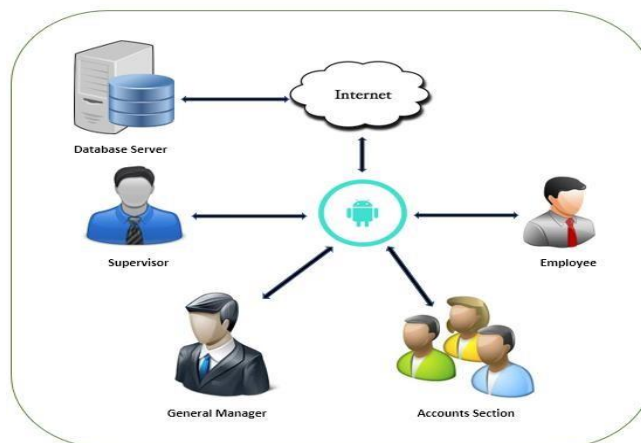 Internet
Database Server
Supervisor
Employee
General Manager
Accounts Section